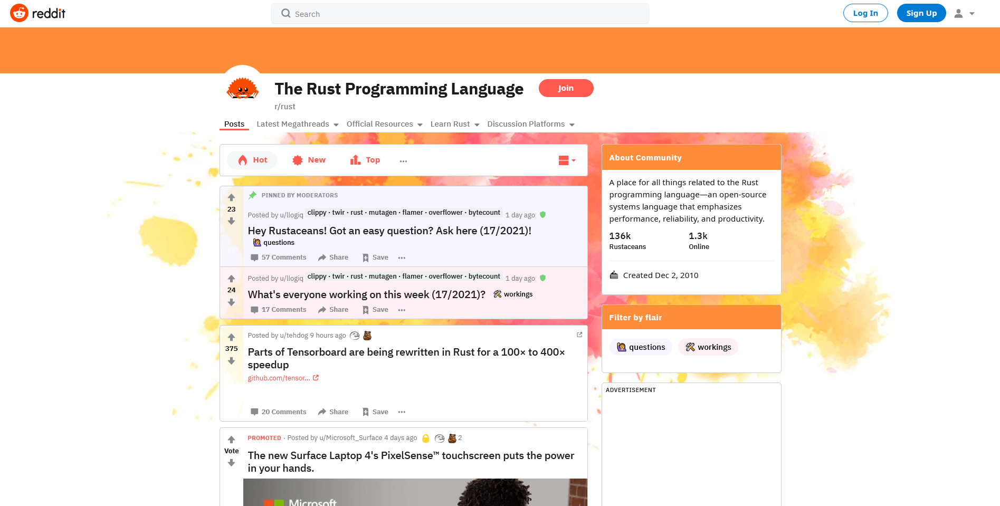 reddit
Search
Log In
Sign Up
The Rust Programming Language
Join
r/rust
Posts
Latest Megathreads
Official Resources
Learn Rust
Discussion Platforms
Hot
New
Top
23
PINNED BY MODERATORS
Posted by u/llogiq clippy · twir · rust · mutagen · flamer · overflower · bytecount 1 day ago
Hey Rustaceans! Got an easy question? Ask here (17/2021)!
questions
57 Comments
Share
Save
24
Posted by u/llogiq clippy · twir · rust · mutagen · flamer · overflower · bytecount 1 day ago
What's everyone working on this week (17/2021)? workings
17 Comments
Share
Save
375
Posted by u/tehdog 9 hours ago
Parts of Tensorboard are being rewritten in Rust for a 100× to 400×
speedup
github.com/tensor...
20 Comments
Share
Save
Vote
PROMOTED · Posted by u/Microsoft_Surface 4 days ago 2
The new Surface Laptop 4's PixelSense™ touchscreen puts the power
in your hands.
Microsoft
About Community
A place for all things related to the Rust
programming language—an open-source
systems language that emphasizes
performance, reliability, and productivity.
136k
Rustaceans
1.3k
Online
Created Dec 2, 2010
Filter by flair
questions
workings
ADVERTISEMENT